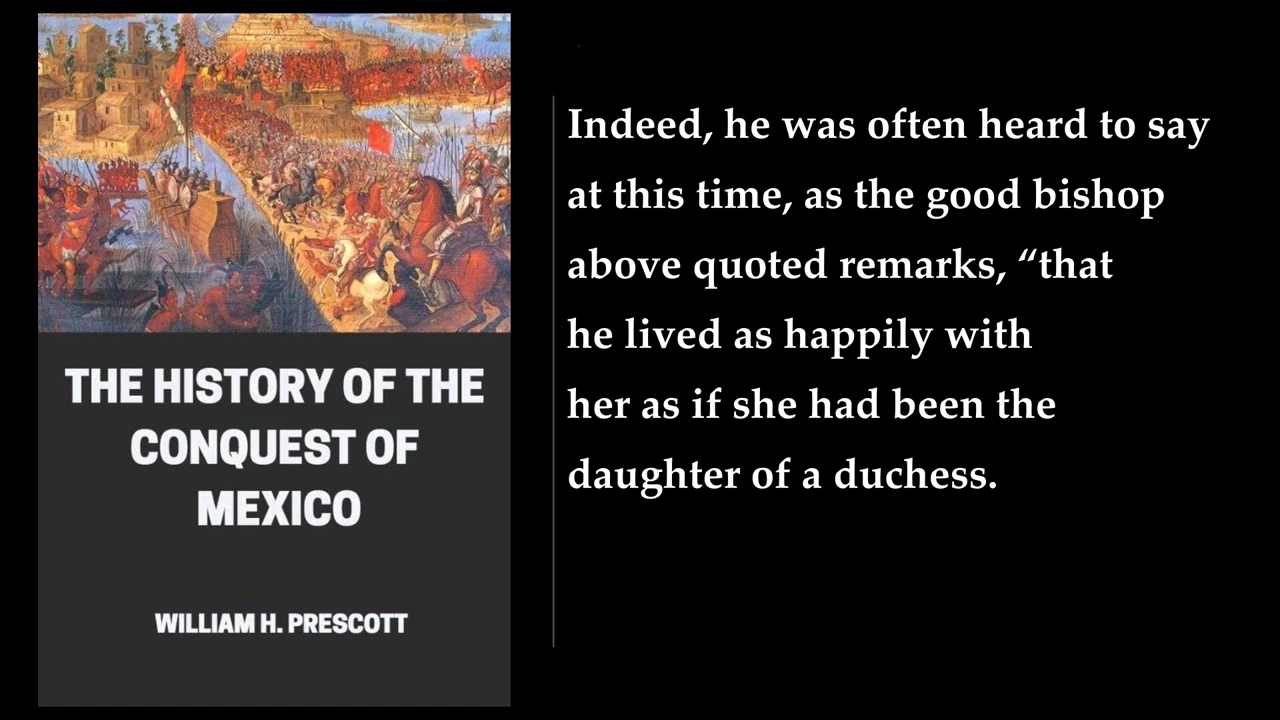 THE HISTORY OF THE
CONQUEST OF
MEXICO
WILLIAM H. PRESCOTT
Indeed, he was often heard to say
at this time, as the good bishop
above quoted remarks, “that
he lived as happily with
her as if she had been the
daughter of a duchess.